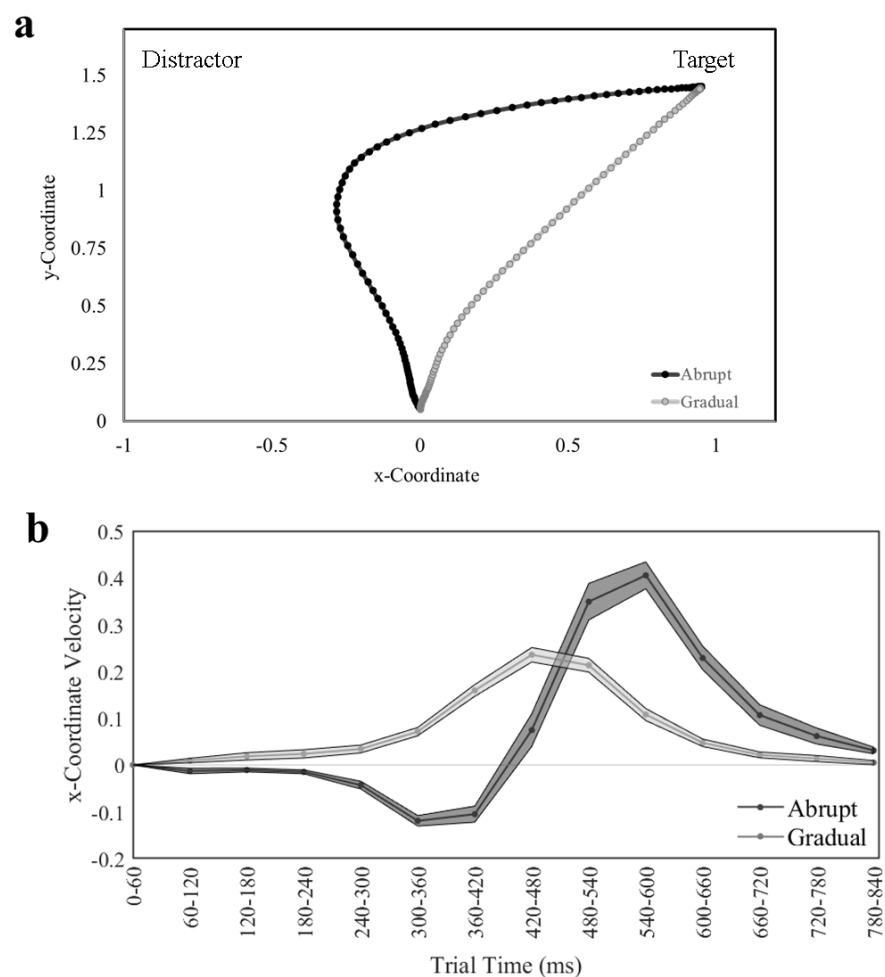 a
Distractor Target
1.5
1.25
1
0.75
0.5
0.25
0
y-Coordinate
Abrupt
Gradual
-1 -0.5 0 0.5 1
x-Coordinate
b
0.5
0.4
0.3
0.2
0.1
0
-0.1
-0.2
x-Coordinate Velocity
Abrupt
Gradual
0-60 60-120 120-180 180-240 240-300 300-360 360-420 420-480 480-540 540-600 600-660 660-720 720-780 780-840
Trial Time (ms)